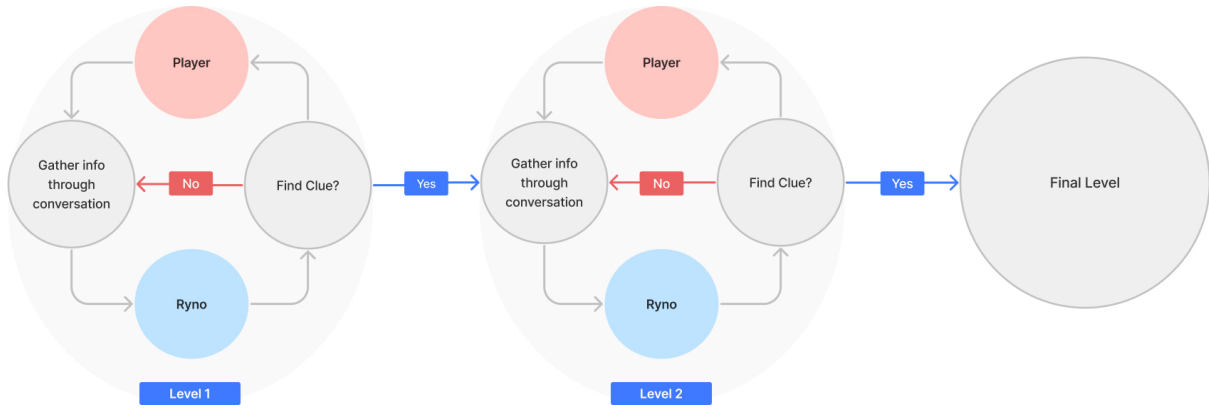 Player
Gather info
through
conversation
No
Find Clue?
Ryno
Level 1
Yes
Player
Gather info
through
conversation
No
Find Clue?
Ryno
Level 2
Yes
Final Level